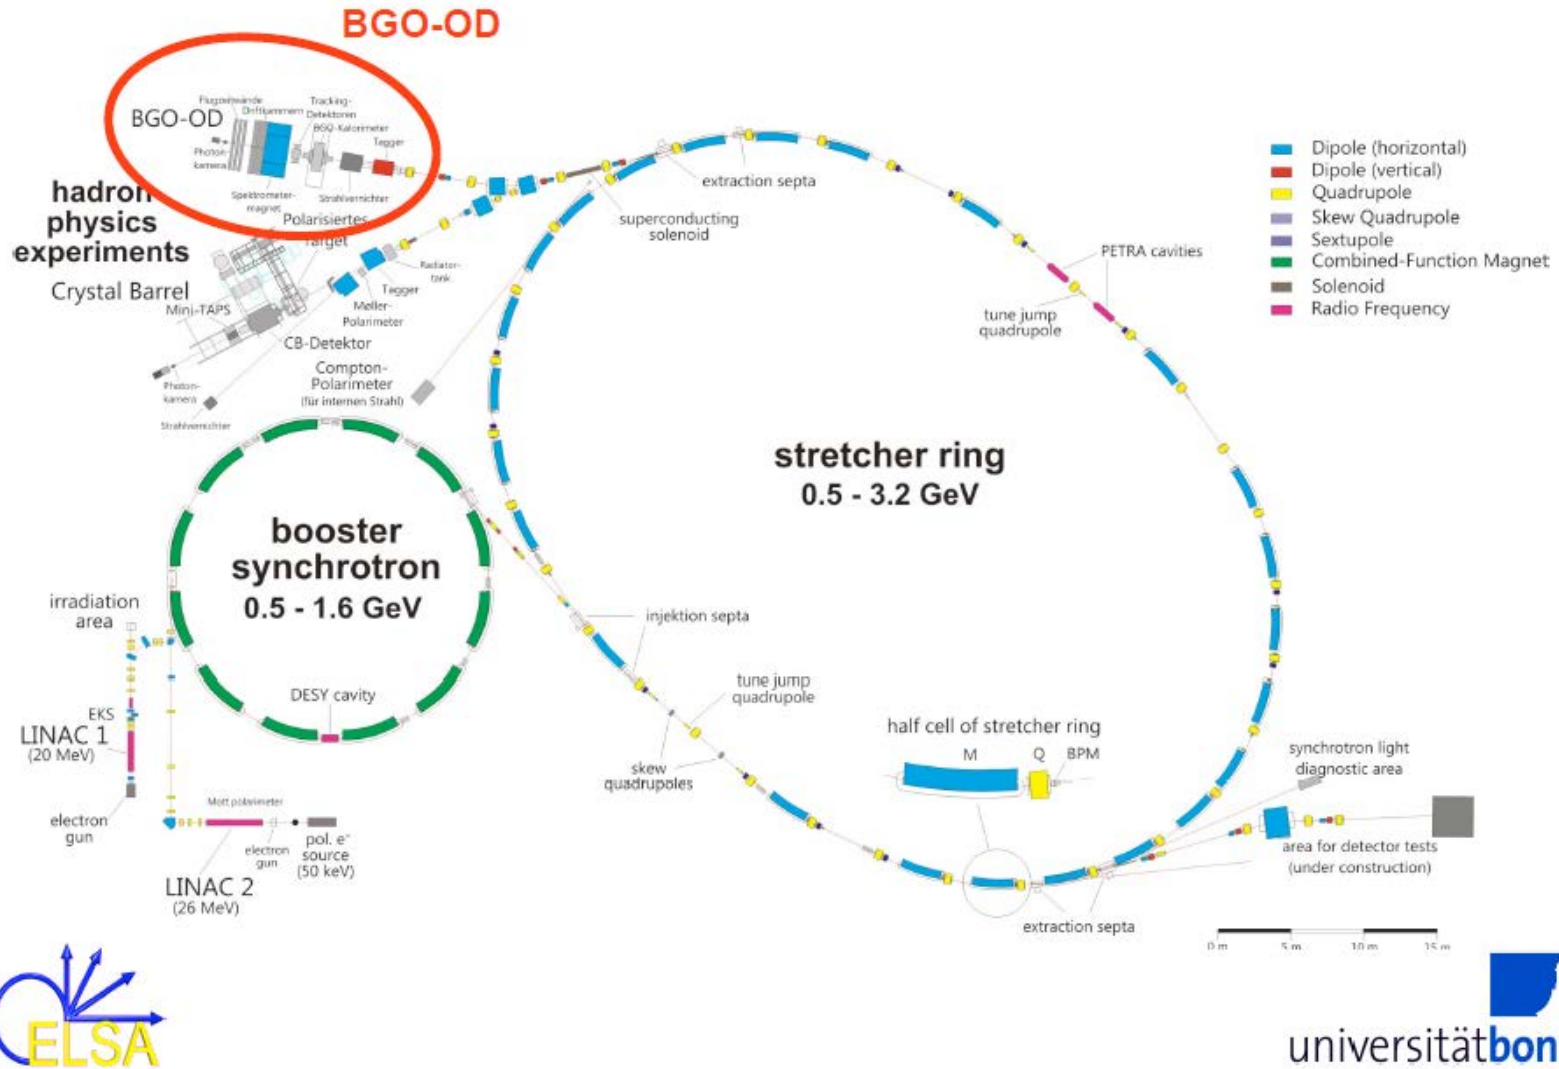 BGO-OD
BGO-OD
Flugzeitwände
Driftkammern
Tracking-
Detektoren
BGO-Kalorimeter
Tagger
Photon-
kamera
Spektrometer-
magnet
Strahlvernichter
hadron
physics
experiments
Polarisiertes
Target
Crystal Barrel
Mini-TAPS
Radiator-
tank
Tagger
Møller-
Polarimeter
CB-Detektor
Compton-
Polarimeter
(für internen Strahl)
Photon-
kamera
Strahlvernichter
extraction septa
superconducting
solenoid
PETRA cavities
tune jump
quadrupole
Dipole (horizontal)
Dipole (vertical)
Quadrupole
Skew Quadrupole
Sextupole
Combined-Function Magnet
Solenoid
Radio Frequency
stretcher ring
0.5 - 3.2 GeV
booster
synchrotron
0.5 - 1.6 GeV
irradiation
area
injektion septa
DESY cavity
tune jump
quadrupole
EKS
LINAC 1
(20 MeV)
skew
quadrupoles
half cell of stretcher ring
M
Q
BPM
synchrotron light
diagnostic area
electron
gun
Mott polarimeter
electron
gun
pol. e⁻
source
(50 keV)
LINAC 2
(26 MeV)
area for detector tests
(under construction)
extraction septa
0 m
5 m
10 m
15 m
ELSA
universitätbon